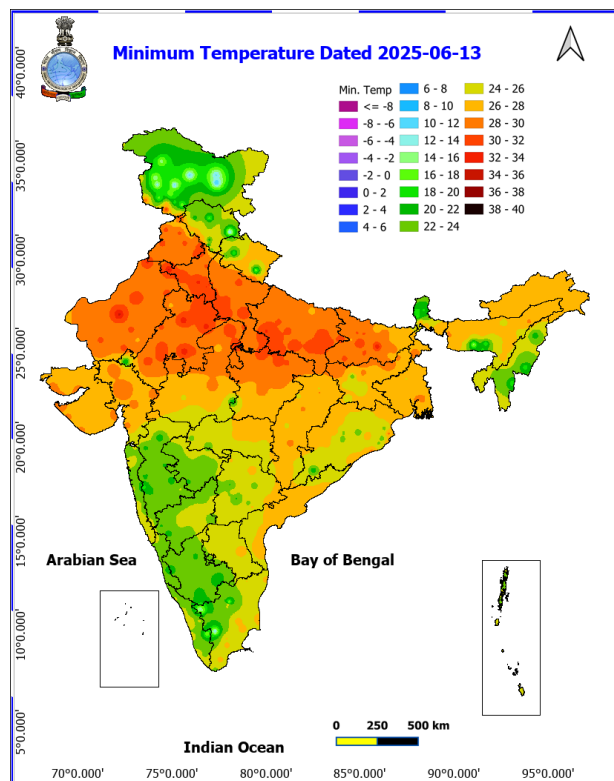 Minimum Temperature Dated 2025-06-13
Min. Temp
<= -8
-8 - -6
-6 - -4
-4 - -2
-2 - 0
0 - 2
2 - 4
4 - 6
6 - 8
8 - 10
10 - 12
12 - 14
14 - 16
16 - 18
18 - 20
20 - 22
22 - 24
24 - 26
26 - 28
28 - 30
30 - 32
32 - 34
34 - 36
36 - 38
38 - 40
40°0.000'
35°0.000'
30°0.000'
25°0.000'
20°0.000'
15°0.000'
10°0.000'
5°0.000'
Arabian Sea
Bay of Bengal
Indian Ocean
0 250 500 km
70°0.000' 75°0.000' 80°0.000' 85°0.000' 90°0.000' 95°0.000'